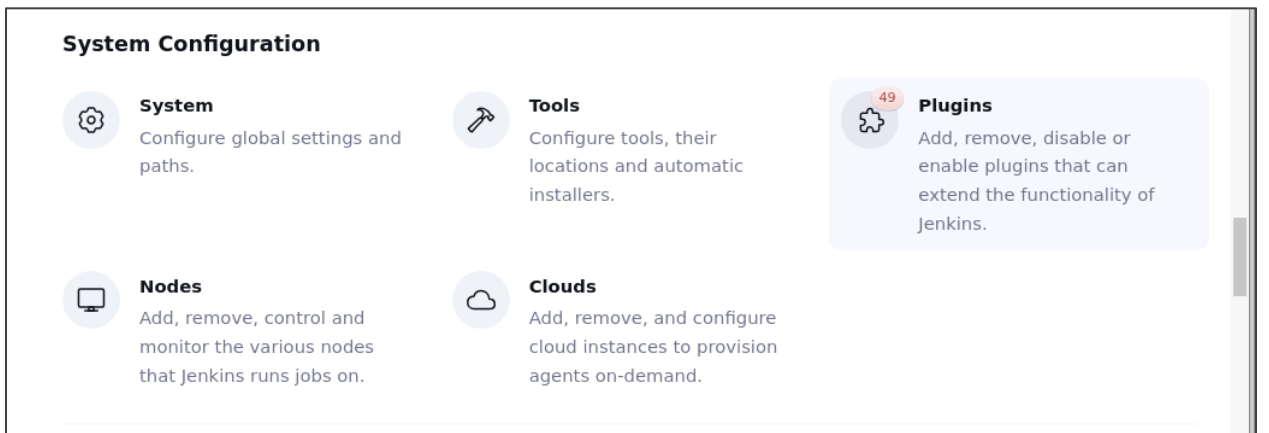 System Configuration
System
Configure global settings and
paths.
Tools
Configure tools, their
locations and automatic
installers.
49
Plugins
Add, remove, disable or
enable plugins that can
extend the functionality of
Jenkins.
Nodes
Add, remove, control and
monitor the various nodes
that Jenkins runs jobs on.
Clouds
Add, remove, and configure
cloud instances to provision
agents on-demand.